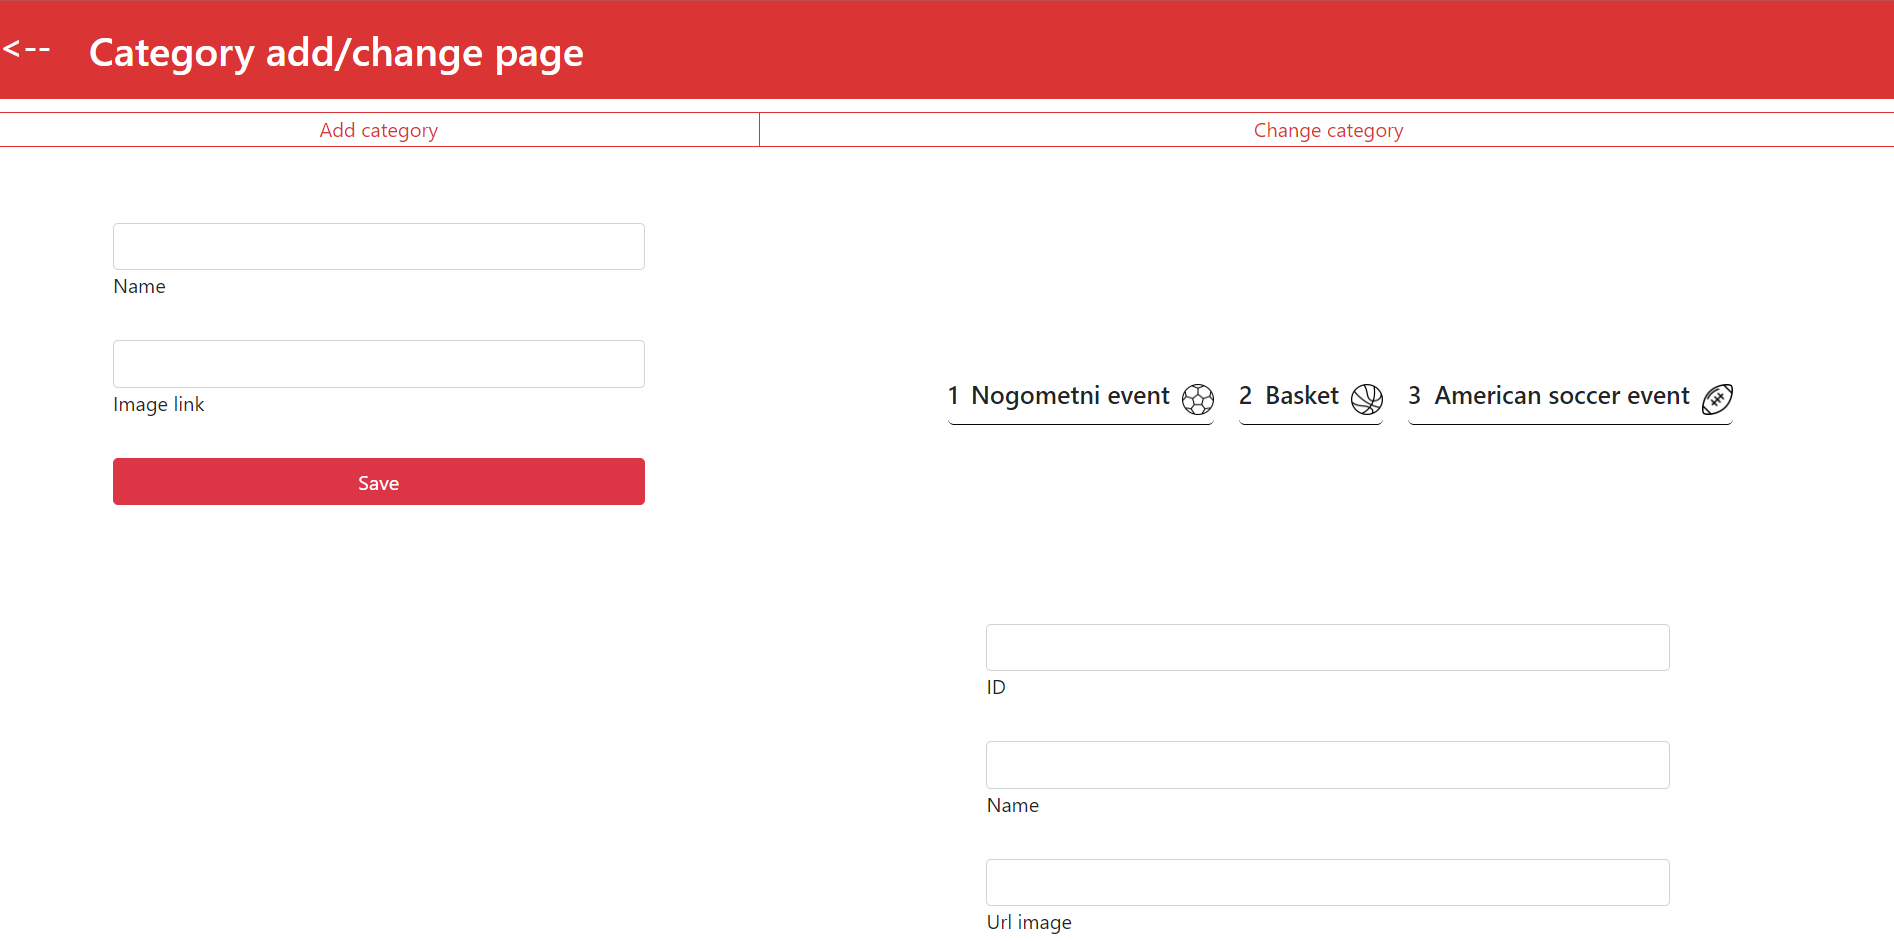 <-- Category add/change page
Add category
Change category
Name
Image link
Save
1 Nogometni event 2 Basket 3 American soccer event
ID
Name
Url image